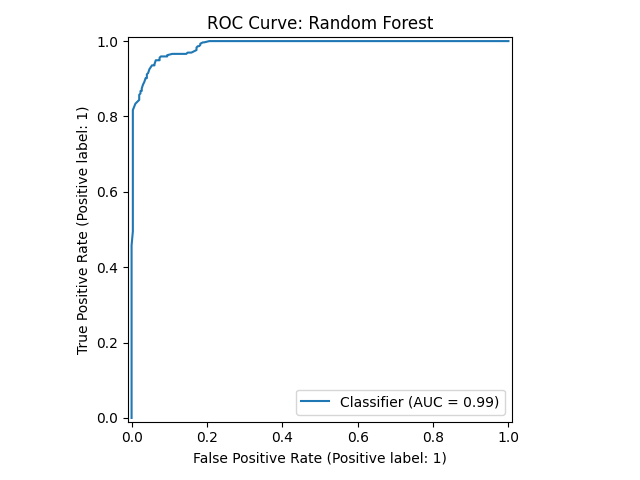 ROC Curve: Random Forest
1.0
0.8
0.6
0.4
0.2
0.0
True Positive Rate (Positive label: 1)
Classifier (AUC = 0.99)
0.0 0.2 0.4 0.6 0.8 1.0
False Positive Rate (Positive label: 1)